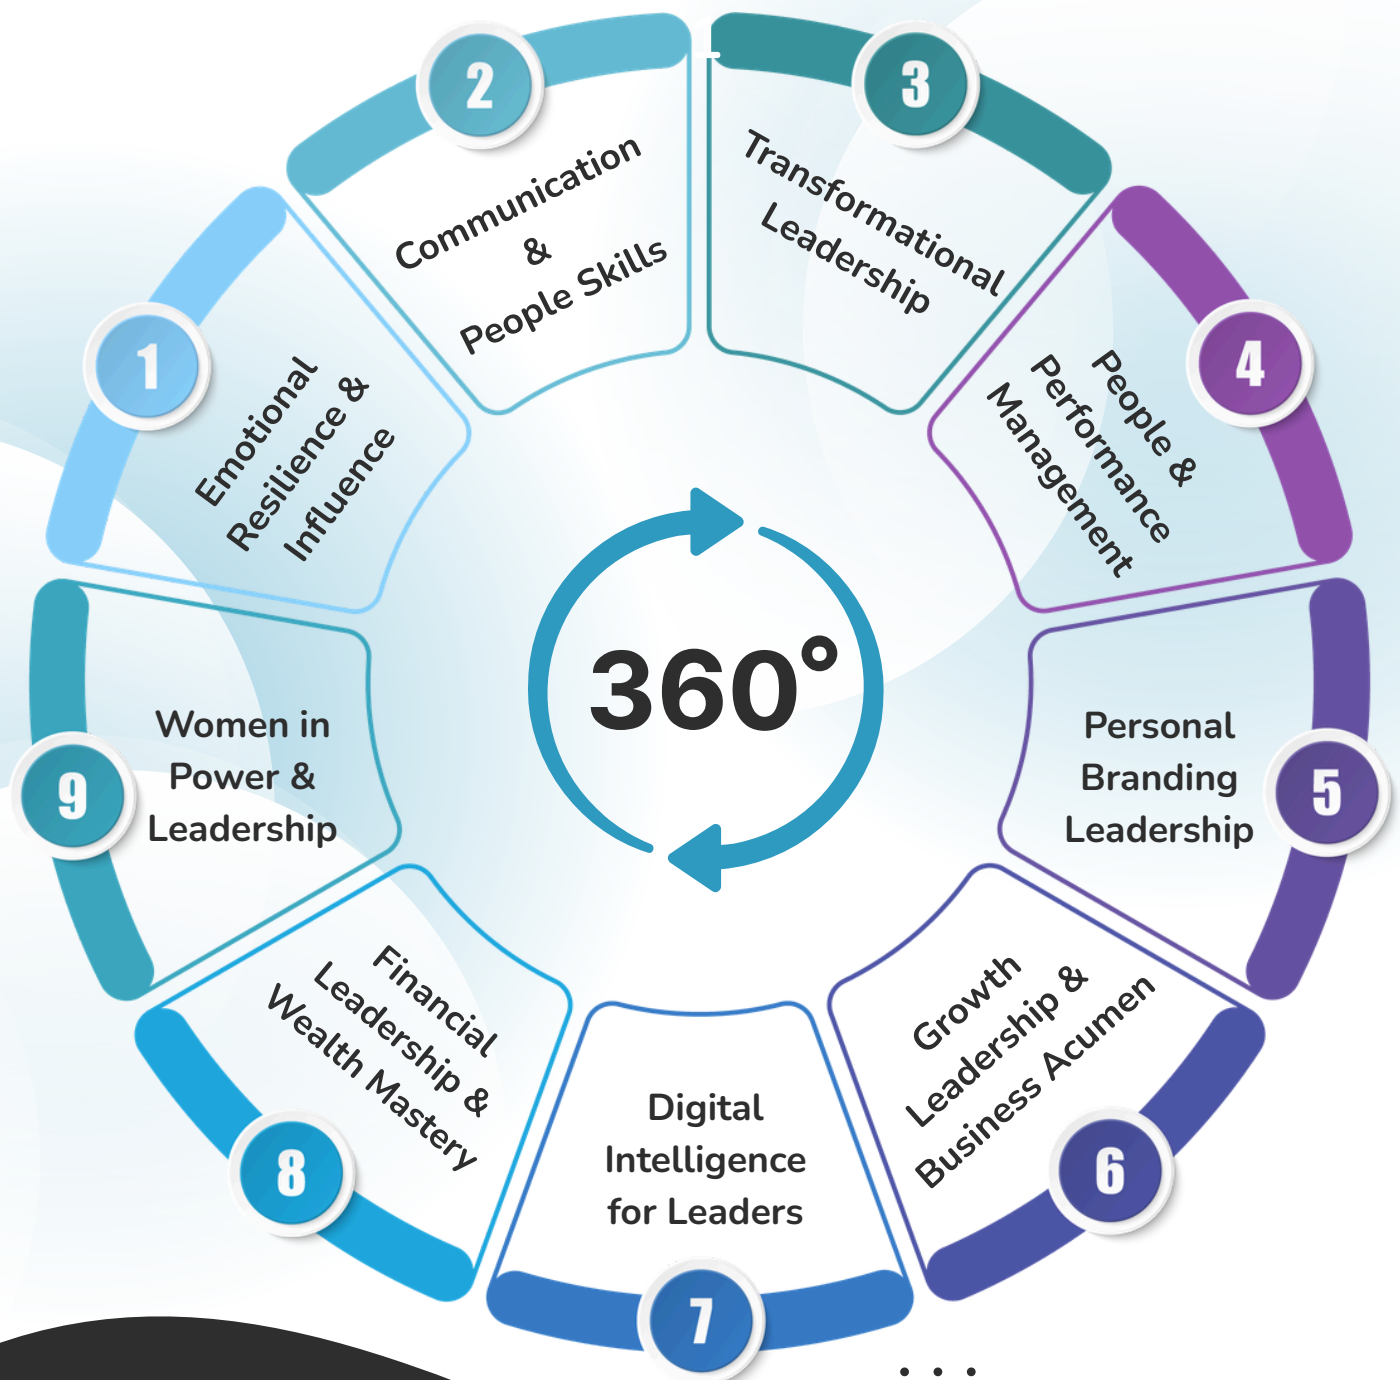 1
Emotional
Resilience &
Influence
2
Communication
&
People Skills
3
Transformational
Leadership
4
People &
Performance
Management
5
Personal
Branding
Leadership
6
Growth
Leadership &
Business Acumen
7
Digital
Intelligence
for Leaders
8
Financial
Leadership &
Wealth Mastery
9
Women in
Power &
Leadership
360°